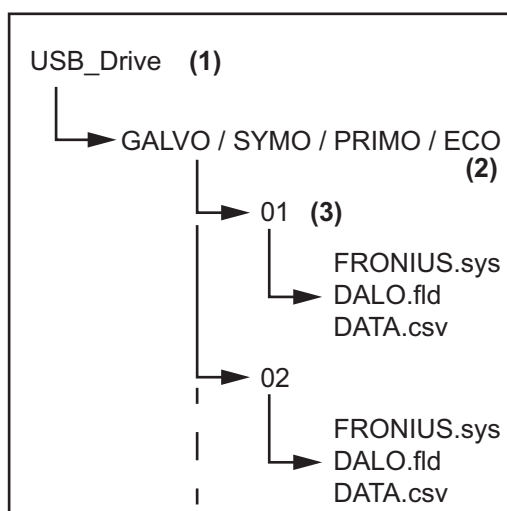 USB_Drive (1)
GALVO / SYMO / PRIMO / ECO
(2)
01 (3)
FRONIUS.sys
DALO.fld
DATA.csv
02
FRONIUS.sys
DALO.fld
DATA.csv